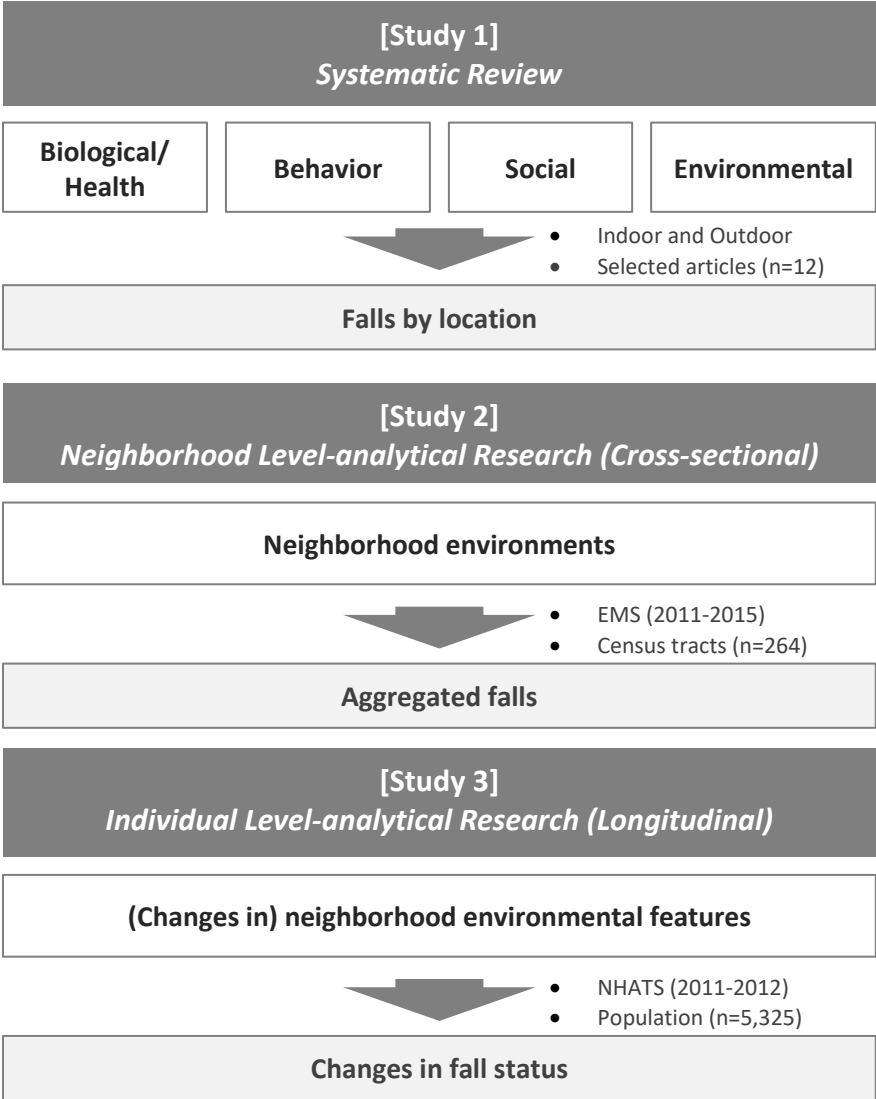 [Study 1]
Systematic Review
Biological/
Health
Behavior
Social
Environmental
• Indoor and Outdoor
• Selected articles (n=12)
Falls by location
[Study 2]
Neighborhood Level-analytical Research (Cross-sectional)
Neighborhood environments
• EMS (2011-2015)
• Census tracts (n=264)
Aggregated falls
[Study 3]
Individual Level-analytical Research (Longitudinal)
(Changes in) neighborhood environmental features
• NHATS (2011-2012)
• Population (n=5,325)
Changes in fall status